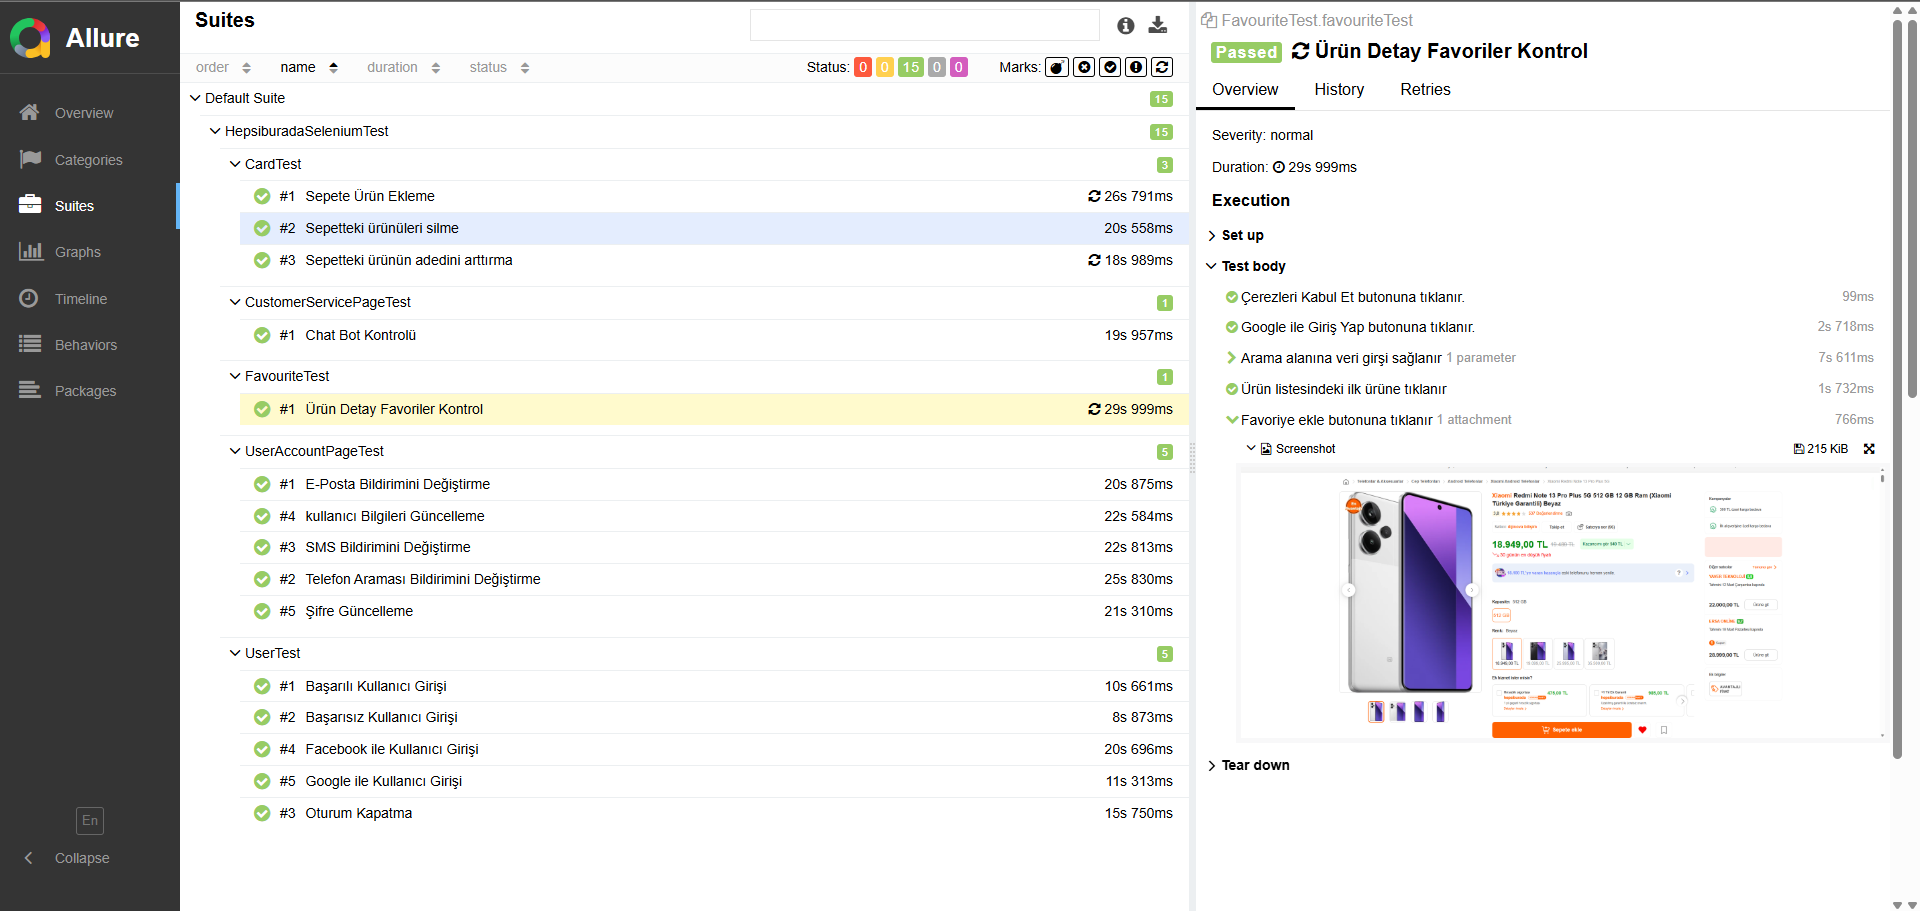 Allure
Overview
Categories
Suites
Graphs
Timeline
Behaviors
Packages
En
Collapse
Suites
order name duration status
Status: 0 0 15 0 0 Marks:
Default Suite 15
HepsiburadaSeleniumTest 15
CardTest 3
#1 Sepete Ürün Ekleme 26s 791ms
#2 Sepetteki ürünüleri silme 20s 558ms
#3 Sepetteki ürünün adedini arttırma 18s 989ms
CustomerServicePageTest 1
#1 Chat Bot Kontrolü 19s 957ms
FavouriteTest 1
#1 Ürün Detay Favoriler Kontrol 29s 999ms
UserAccountPageTest 5
#1 E-Posta Bildirimini Değiştirme 20s 875ms
#4 kullanıcı Bilgileri Güncelleme 22s 584ms
#3 SMS Bildirimini Değiştirme 22s 813ms
#2 Telefon Araması Bildirimini Değiştirme 25s 830ms
#5 Şifre Güncelleme 21s 310ms
UserTest 5
#1 Başarılı Kullanıcı Girişi 10s 661ms
#2 Başarısız Kullanıcı Girişi 8s 873ms
#4 Facebook ile Kullanıcı Girişi 20s 696ms
#5 Google ile Kullanıcı Girişi 11s 313ms
#3 Oturum Kapatma 15s 750ms
FavouriteTest.favouriteTest
Passed Ürün Detay Favoriler Kontrol
Overview History Retries
Severity: normal
Duration: 29s 999ms
Execution
Set up
Test body
Çerezleri Kabul Et butonuna tıklanır. 99ms
Google ile Giriş Yap butonuna tıklanır. 2s 718ms
Arama alanına veri girşi sağlanır 1 parameter 7s 611ms
Ürün listesindeki ilk ürüne tıklanır 1s 732ms
Favoriye ekle butonuna tıklanır 1 attachment 766ms
Screenshot 215 KiB
Xiaomi Redmi Note 13 Pro Plus 5G 512 GB 12 GB Ram (Xiaomi
Türkiye Garantili) Beyaz
18.949,00 TL
Kapasite: 512 GB
512 GB
Renk: Beyaz
22.000,00 TL
Sepete ekle
Tear down